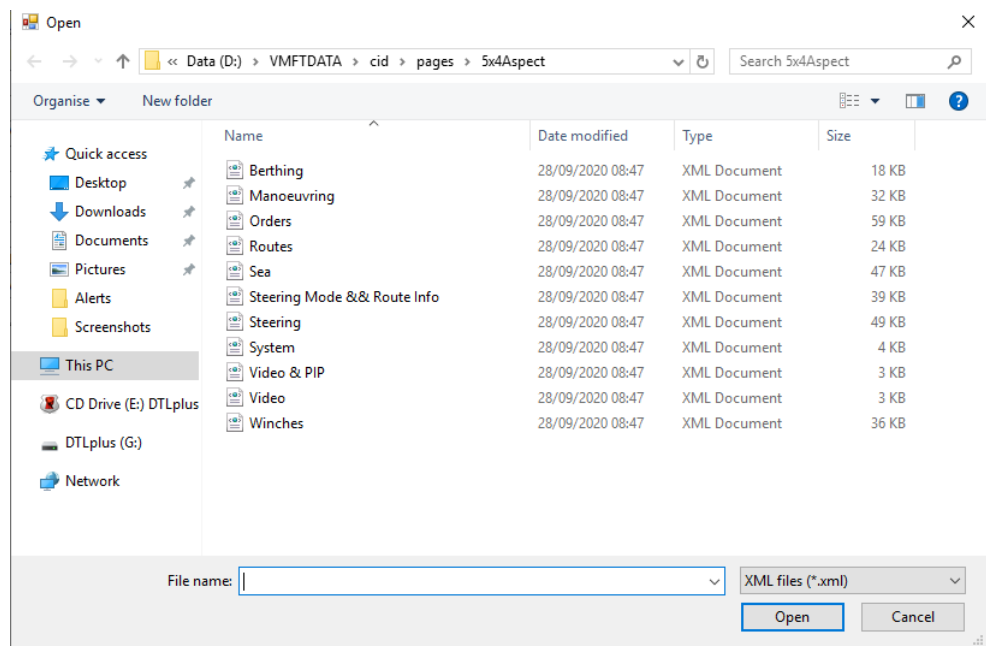 Open
« Data (D:) > VMFTDATA > cid > pages > 5x4Aspect
Search 5x4Aspect
Organise
New folder
?
Quick access
Desktop
Downloads
Documents
Pictures
Alerts
Screenshots
This PC
CD Drive (E:) DTLplus
DTLplus (G:)
Network
Name Date modified Type Size
Berthing 28/09/2020 08:47 XML Document 18 KB
Manoeuvring 28/09/2020 08:47 XML Document 32 KB
Orders 28/09/2020 08:47 XML Document 59 KB
Routes 28/09/2020 08:47 XML Document 24 KB
Sea 28/09/2020 08:47 XML Document 47 KB
Steering Mode && Route Info 28/09/2020 08:47 XML Document 39 KB
Steering 28/09/2020 08:47 XML Document 49 KB
System 28/09/2020 08:47 XML Document 4 KB
Video & PIP 28/09/2020 08:47 XML Document 3 KB
Video 28/09/2020 08:47 XML Document 3 KB
Winches 28/09/2020 08:47 XML Document 36 KB
File name:
XML files (*.xml)
Open
Cancel